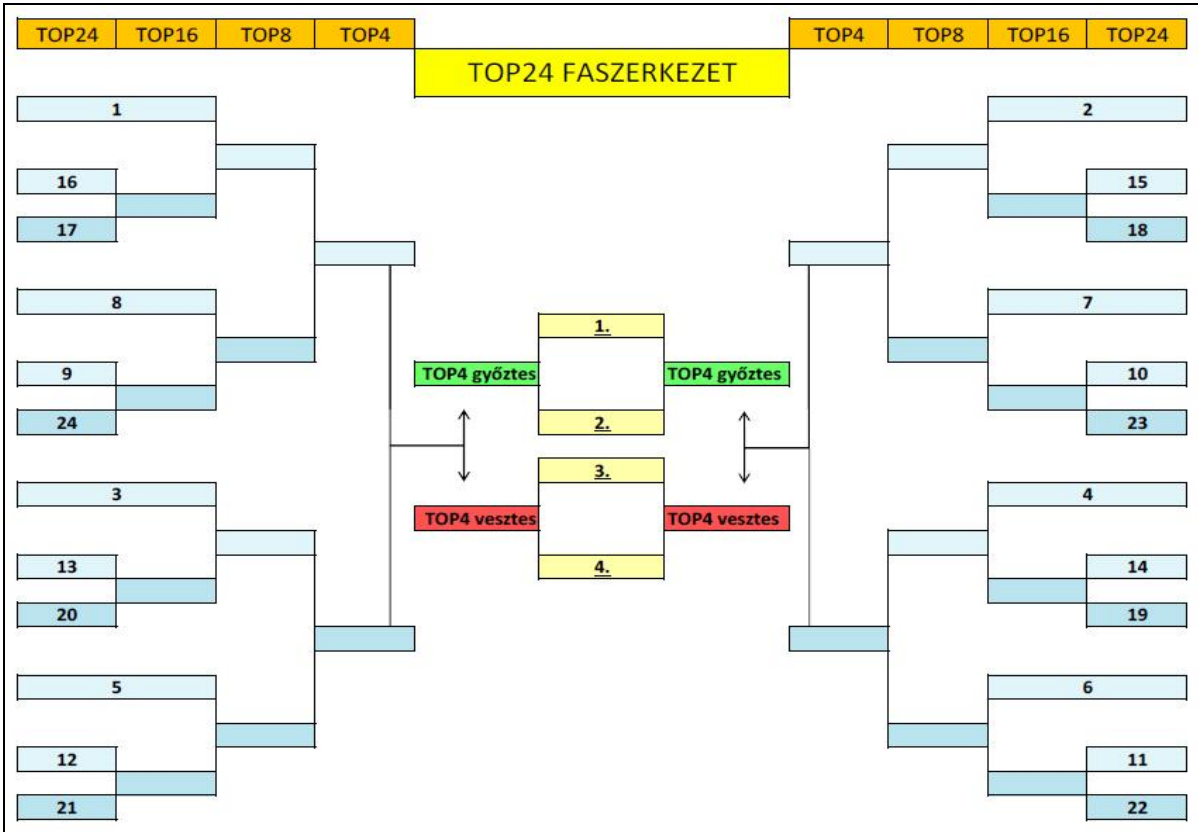 TOP24 TOP16 TOP8 TOP4 TOP4 TOP8 TOP16 TOP24
TOP24 FASZERKEZET
1 2
16 15
17 18
8 7
1.
9 TOP4 győztes TOP4 győztes 10
24 2. 23
3.
3 4
TOP4 vesztes TOP4 vesztes
13 4. 14
20 19
5 6
12 11
21 22